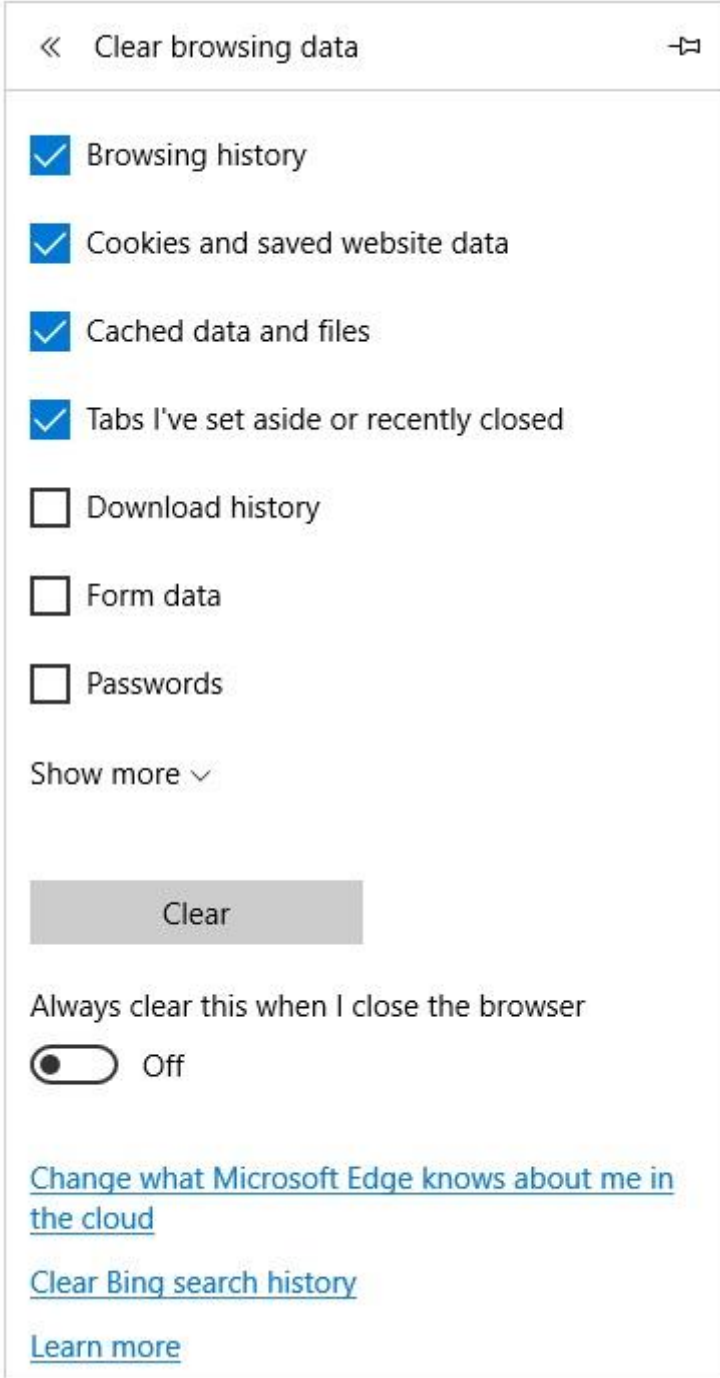 Clear browsing data
Browsing history
Cookies and saved website data
Cached data and files
Tabs I've set aside or recently closed
Download history
Form data
Passwords
Show more
Clear
Always clear this when I close the browser
Off
Change what Microsoft Edge knows about me in
the cloud
Clear Bing search history
Learn more